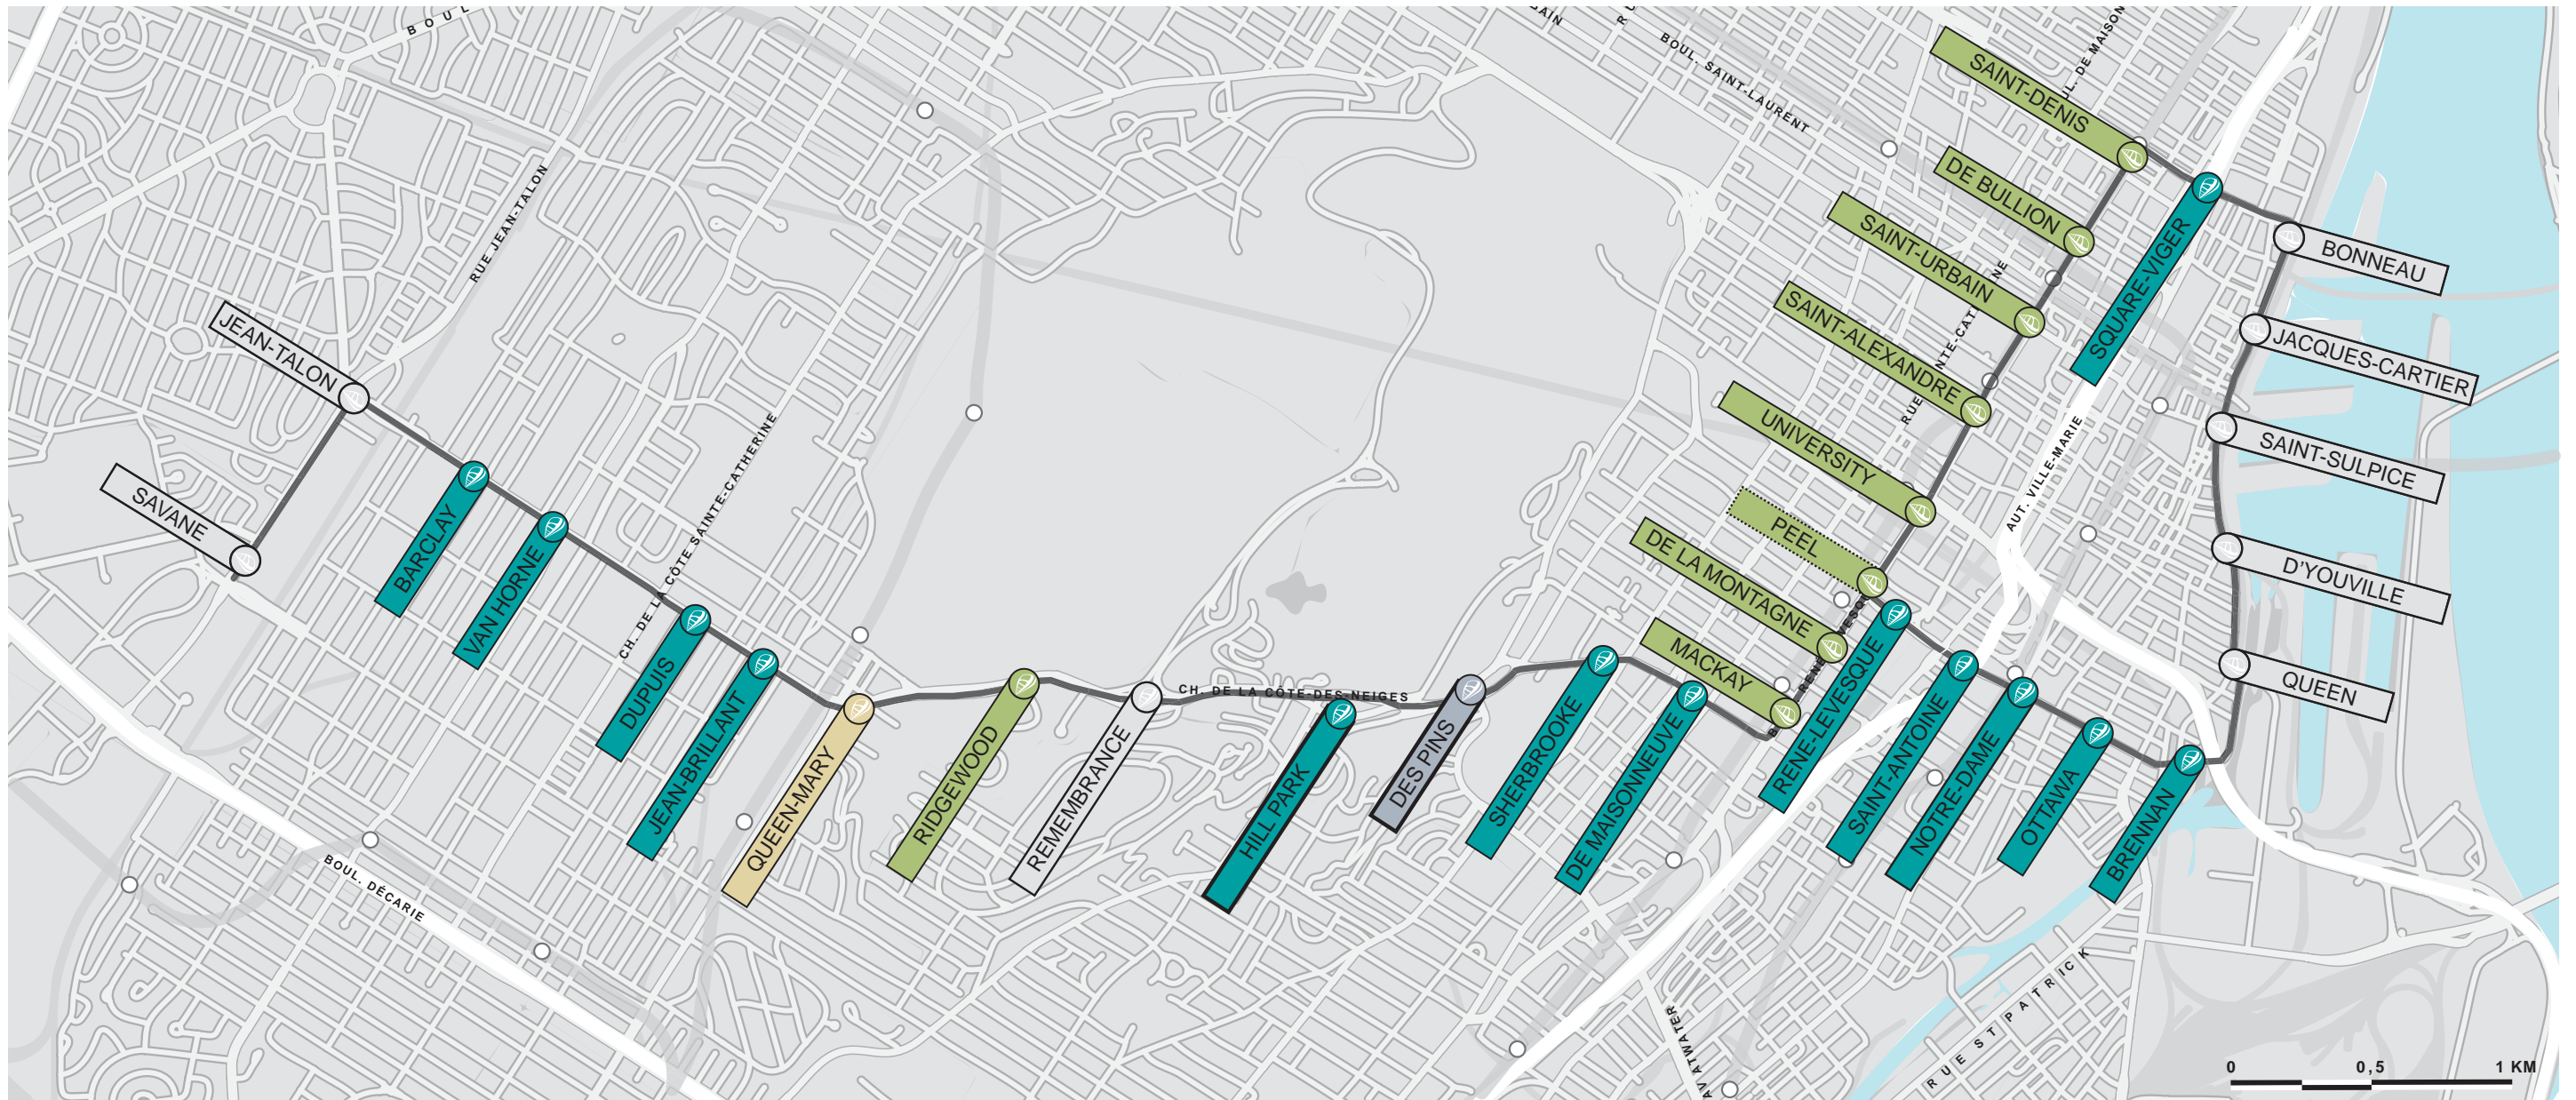 BOUL
BOUL. SAINT-LAURENT
SAINT-DENIS
DE BULLION
SAINT-URBAIN
SAINT-ALEXANDRE
UNIVERSITY
PEEL
DE LA MONTAGNE
MACKAY
SQUARE-VIGER
BONNEAU
JACQUES-CARTIER
SAINT-SULPICE
D'YOUVILLE
QUEEN
AUT. VILLE-MARIE
RUE JEAN-TALON
JEAN-TALON
SAVANE
BARCLAY
VAN HORNE
CH. DE LA CÔTE SAINTE-CATHERINE
DUPUIS
JEAN-BRILLANT
QUEEN-MARY
RIDGEWOOD
REMEMBRANCE
CH. DE LA CÔTE-DES-NEIGES
HILL PARK
DES PINS
SHERBROOKE
DE MAISONNEUVE
RENE-LEVESQUE
SAINT-ANTOINE
NOTRE-DAME
OTTAWA
BRENNAN
BOUL. DÉCARIE
AV ATWATER
RUE ST PATRICK
0 0,5 1 KM